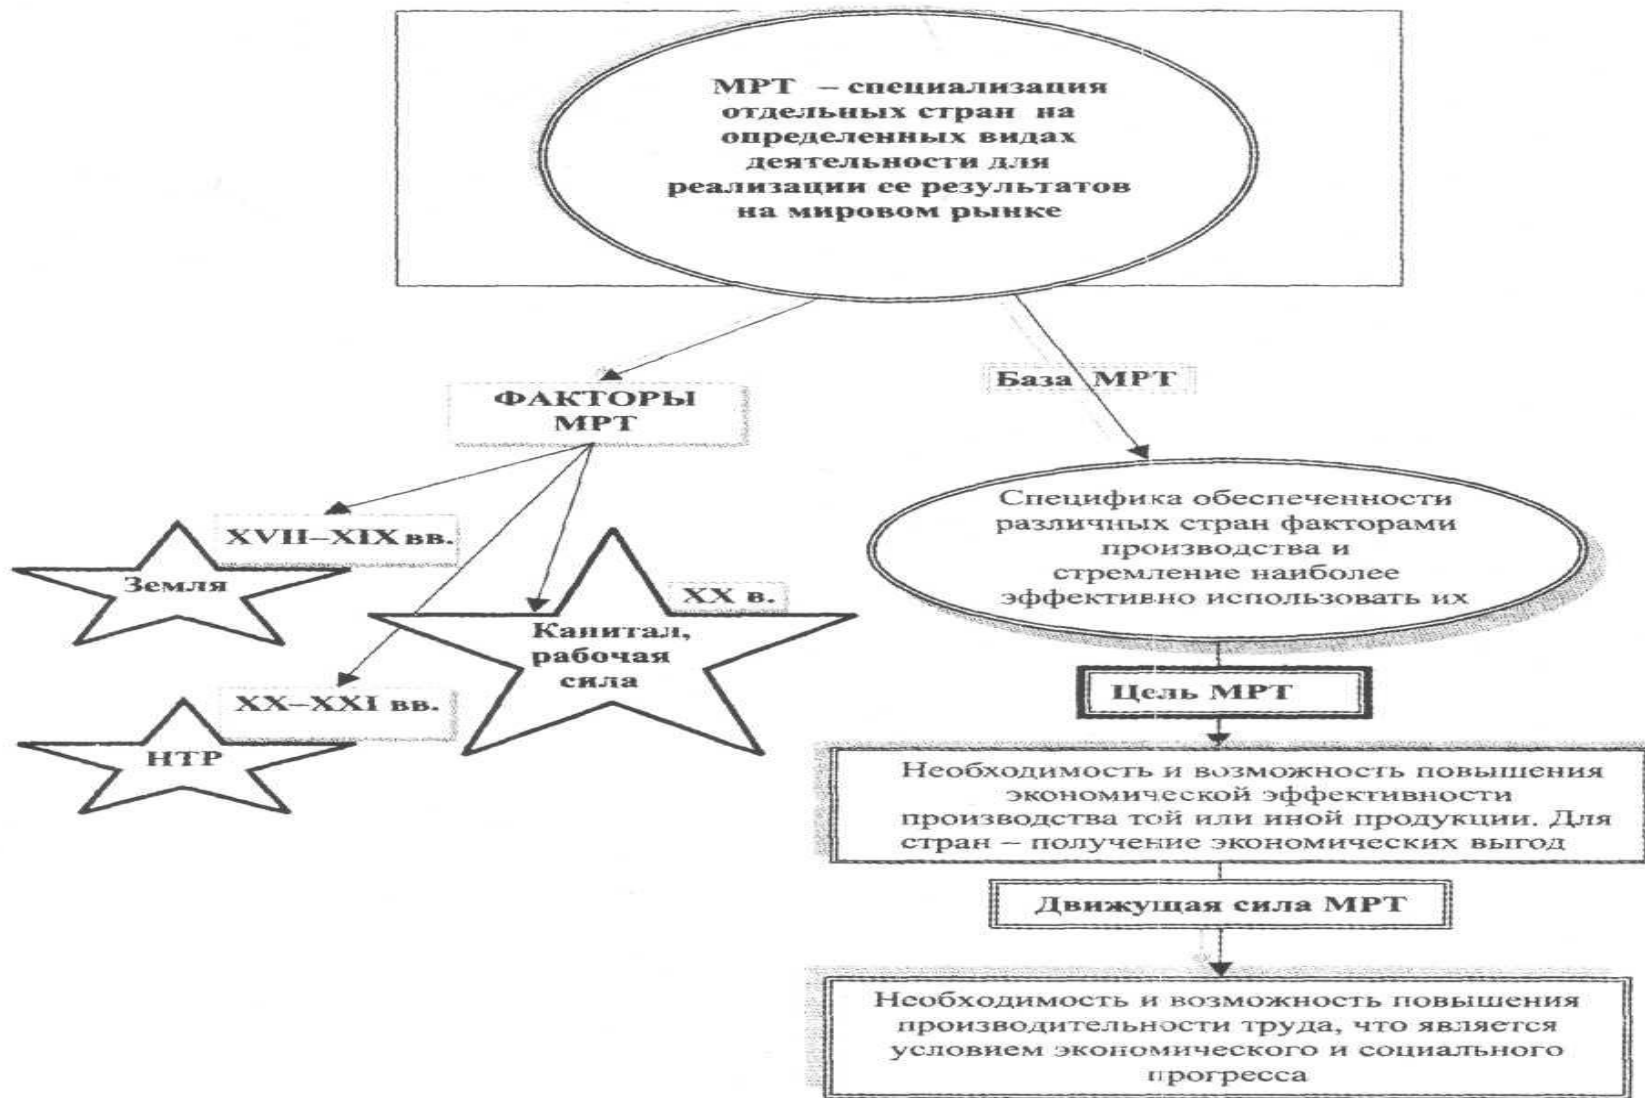 МРТ – специализация
отдельных стран на
определенных видах
деятельности для
реализации ее результатов
на мировом рынке
ФАКТОРЫ
МРТ
База МРТ
XVII–XIX вв.
Земля
XX в.
Капитал,
рабочая
сила
XX–XXI вв.
НТР
Специфика обеспеченности
различных стран факторами
производства и
стремление наиболее
эффективно использовать их
Цель МРТ
Необходимость и возможность повышения
экономической эффективности
производства той или иной продукции. Для
стран – получение экономических выгод
Движущая сила МРТ
Необходимость и возможность повышения
производительности труда, что является
условием экономического и социального
прогресса